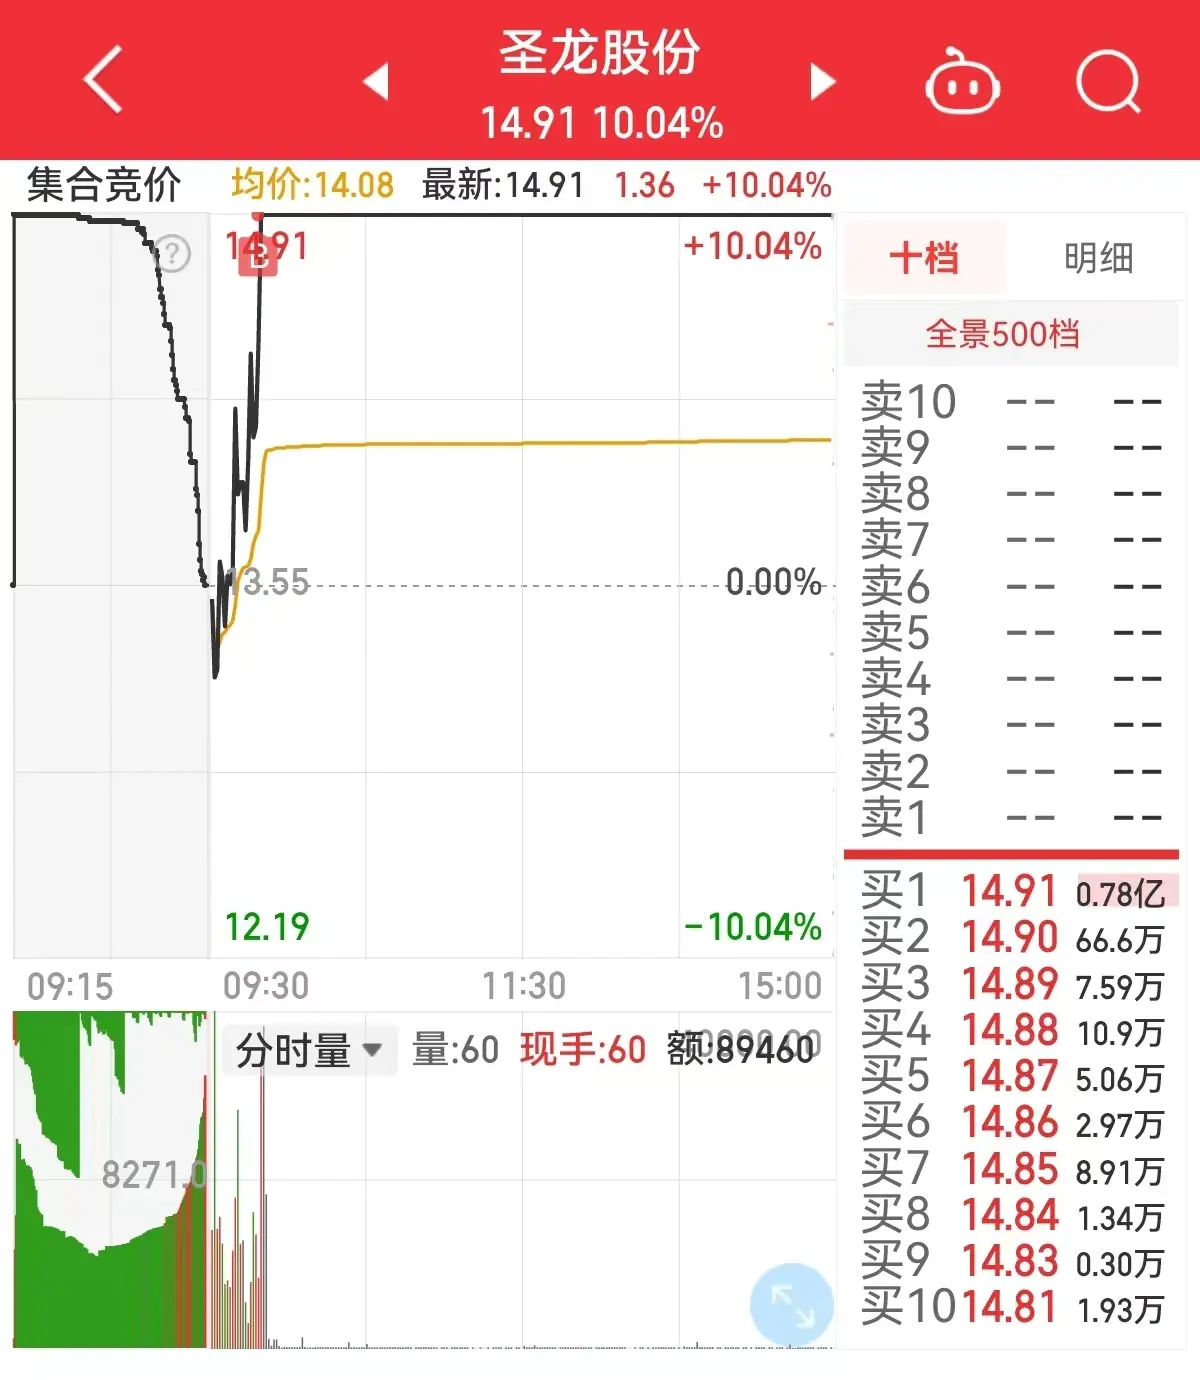 圣龙股份
14.91 10.04%
集合竞价 均价:14.08 最新:14.91 1.36 +10.04%
14.91 +10.04%
B
?
13.55 0.00%
12.19 -10.04%
09:15 09:30 11:30 15:00
分时量 量:60 现手:60 额:89460
8271.0
十档 明细
全景500档
卖10 -- --
卖9 -- --
卖8 -- --
卖7 -- --
卖6 -- --
卖5 -- --
卖4 -- --
卖3 -- --
卖2 -- --
卖1 -- --
买1 14.91 0.78亿
买2 14.90 66.6万
买3 14.89 7.59万
买4 14.88 10.9万
买5 14.87 5.06万
买6 14.86 2.97万
买7 14.85 8.91万
买8 14.84 1.34万
买9 14.83 0.30万
买10 14.81 1.93万